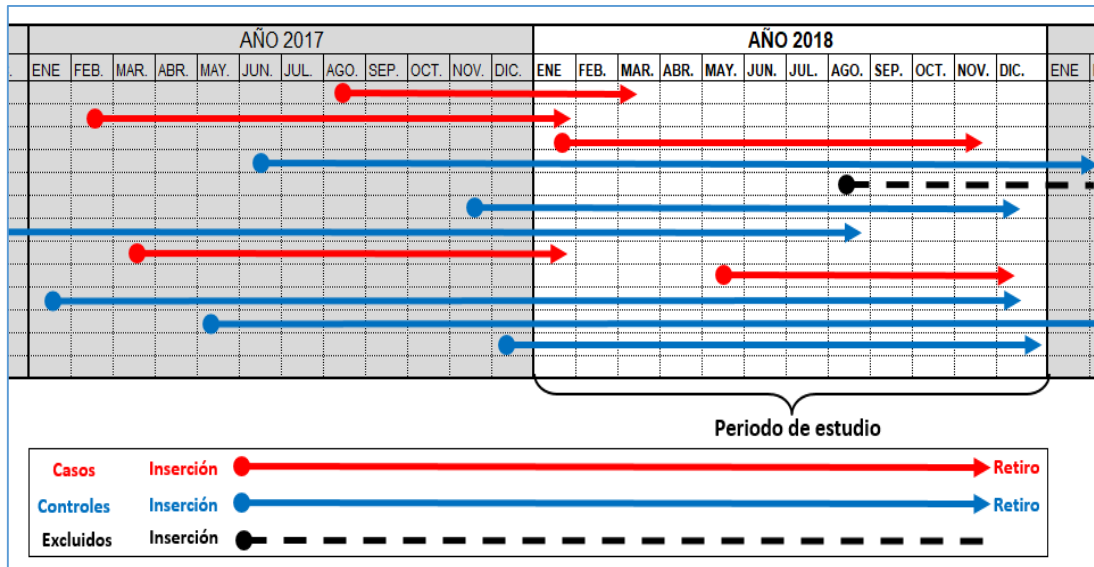 AÑO 2017 AÑO 2018
. ENE FEB. MAR. ABR. MAY. JUN. JUL. AGO. SEP. OCT. NOV. DIC. ENE FEB. MAR. ABR. MAY. JUN. JUL. AGO. SEP. OCT. NOV. DIC. ENE
Periodo de estudio
Casos Inserción Retiro
Controles Inserción Retiro
Excluidos Inserción